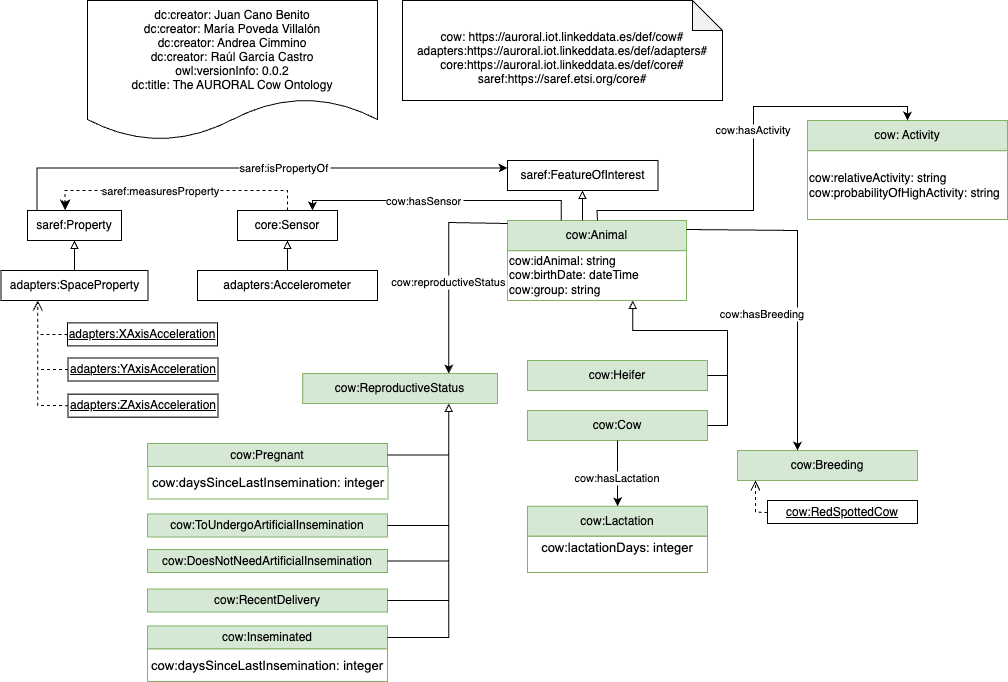 dc:creator: Juan Cano Benito
dc:creator: María Poveda Villalón
dc:creator: Andrea Cimmino
dc:creator: Raúl García Castro
owl:versionInfo: 0.0.2
dc:title: The AURORAL Cow Ontology
cow: https://auroral.iot.linkeddata.es/def/cow#
adapters:https://auroral.iot.linkeddata.es/def/adapters#
core:https://auroral.iot.linkeddata.es/def/core#
saref:https://saref.etsi.org/core#
cow:hasActivity
cow: Activity
cow:relativeActivity: string
cow:probabilityOfHighActivity: string
saref:isPropertyOf
saref:FeatureOfInterest
saref:measuresProperty
cow:hasSensor
saref:Property
core:Sensor
cow:Animal
cow:idAnimal: string
cow:birthDate: dateTime
cow:group: string
adapters:SpaceProperty
adapters:Accelerometer
cow:reproductiveStatus
cow:hasBreeding
adapters:XAxisAcceleration
adapters:YAxisAcceleration
adapters:ZAxisAcceleration
cow:ReproductiveStatus
cow:Heifer
cow:Cow
cow:Pregnant
cow:daysSinceLastInsemination: integer
cow:hasLactation
cow:Breeding
cow:RedSpottedCow
cow:ToUndergoArtificialInsemination
cow:Lactation
cow:lactationDays: integer
cow:DoesNotNeedArtificialInsemination
cow:RecentDelivery
cow:Inseminated
cow:daysSinceLastInsemination: integer